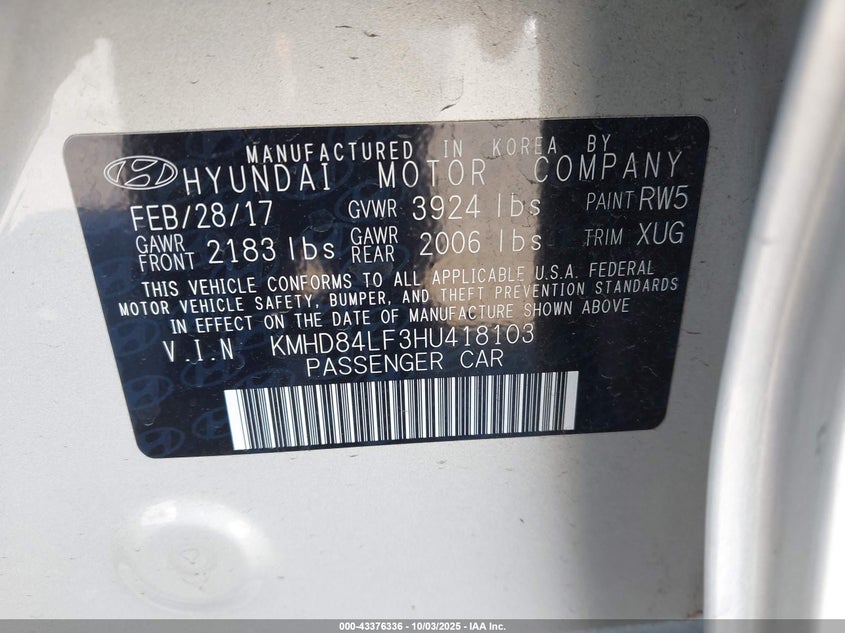 MANUFACTURED IN KOREA BY
HYUNDAI MOTOR COMPANY
FEB/28/17 GVWR 3924 lbs PAINT RW5
GAWR FRONT 2183 lbs GAWR REAR 2006 lbs TRIM XUG
THIS VEHICLE CONFORMS TO ALL APPLICABLE U.S.A. FEDERAL
MOTOR VEHICLE SAFETY, BUMPER, AND THEFT PREVENTION STANDARDS
IN EFFECT ON THE DATE OF MANUFACTURE SHOWN ABOVE
V.I.N KMHD84LF3HU418103
PASSENGER CAR
000-43376336 - 10/03/2025 - IAA Inc.